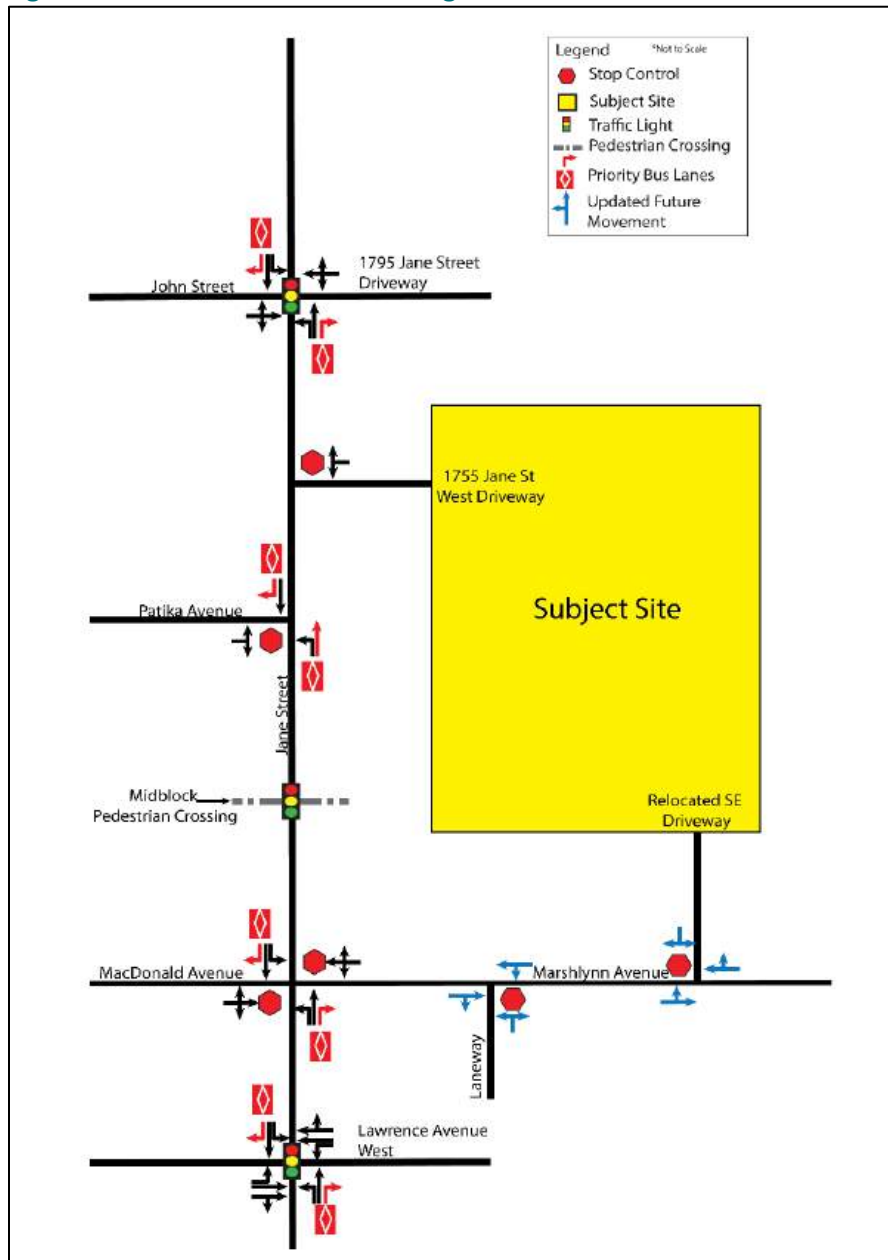 Legend
*Not to Scale
Stop Control
Subject Site
Traffic Light
Pedestrian Crossing
Priority Bus Lanes
Updated Future
Movement
1795 Jane Street
Driveway
John Street
1755 Jane St
West Driveway
Subject Site
Patika Avenue
Jane Street
Midblock
Pedestrian Crossing
Relocated SE
Driveway
MacDonald Avenue
Marshlynn Avenue
Laneway
Lawrence Avenue
West